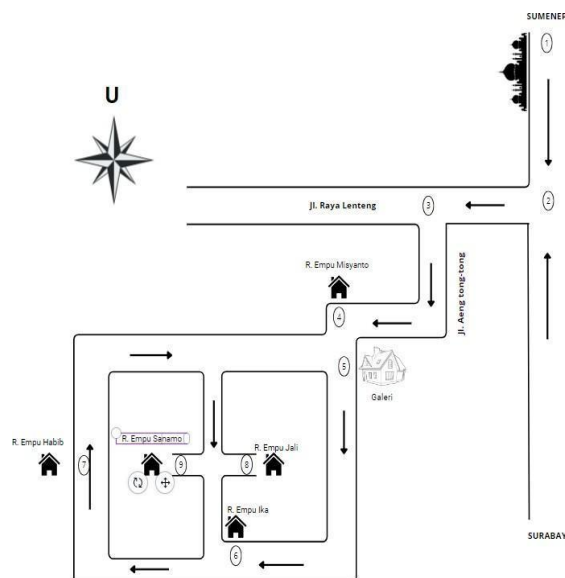 SUMENEP
1
U
2
Jl. Raya Lenteng
3
Jl. Aeng tong-tong
R. Empu Misyanto
4
5
Galeri
R. Empu Habib
7
R. Empu Sanamo
9
R. Empu Jali
8
R. Empu Ika
6
SURABAY